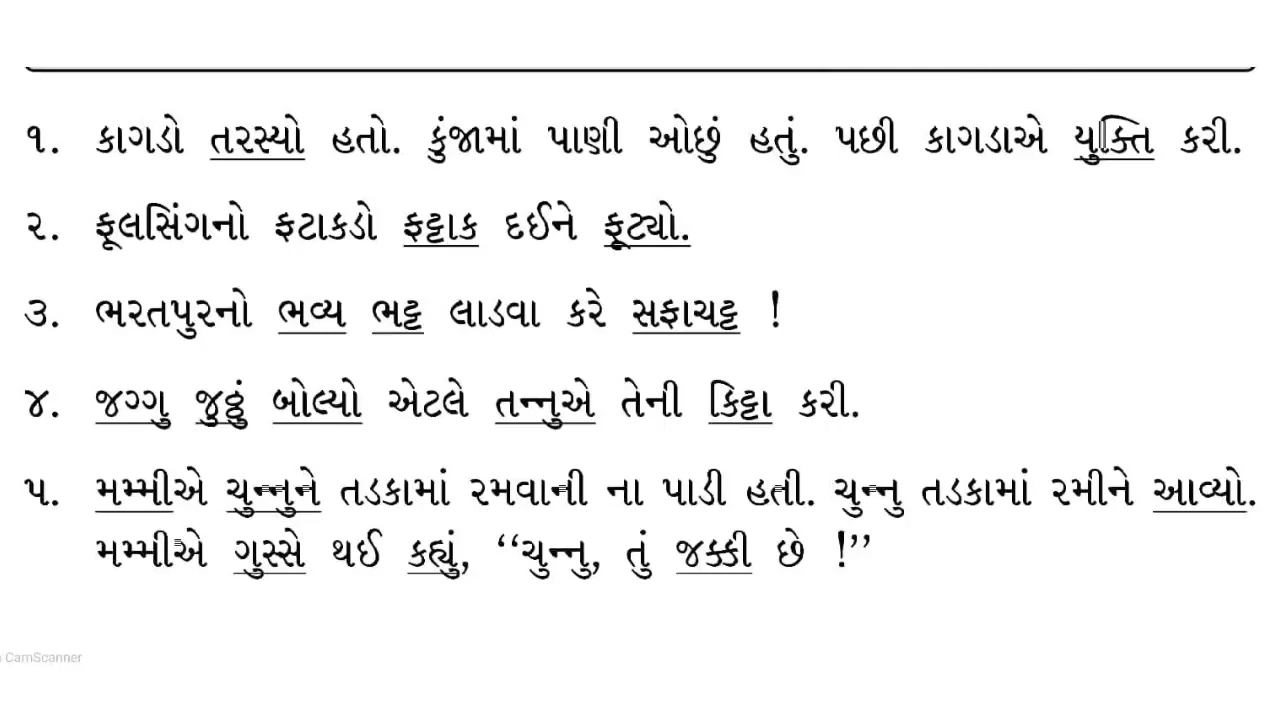 ૧. કાગડો તરસ્યો હતો. કુંજામાં પાણી ઓછું હતું. પછી કાગડાએ યુક્તિ કરી.
૨. ફૂલસિંગનો ફટાકડો ફટ્ટાક દઈને ફૂટ્યો.
૩. ભરતપુરનો ભવ્ય ભટ્ટ લાડવા કરે સફાચટ્ટ !
૪. જગ્ગુ જુઠ્ઠું બોલ્યો એટલે તન્નુએ તેની કિટ્ટા કરી.
૫. મમ્મીએ ચુન્નુને તડકામાં રમવાની ના પાડી હતી. ચુન્નુ તડકામાં રમીને આવ્યો.
મમ્મીએ ગુસ્સે થઈ કહ્યું, “ચુન્નુ, તું જક્કી છે !”
CamScanner